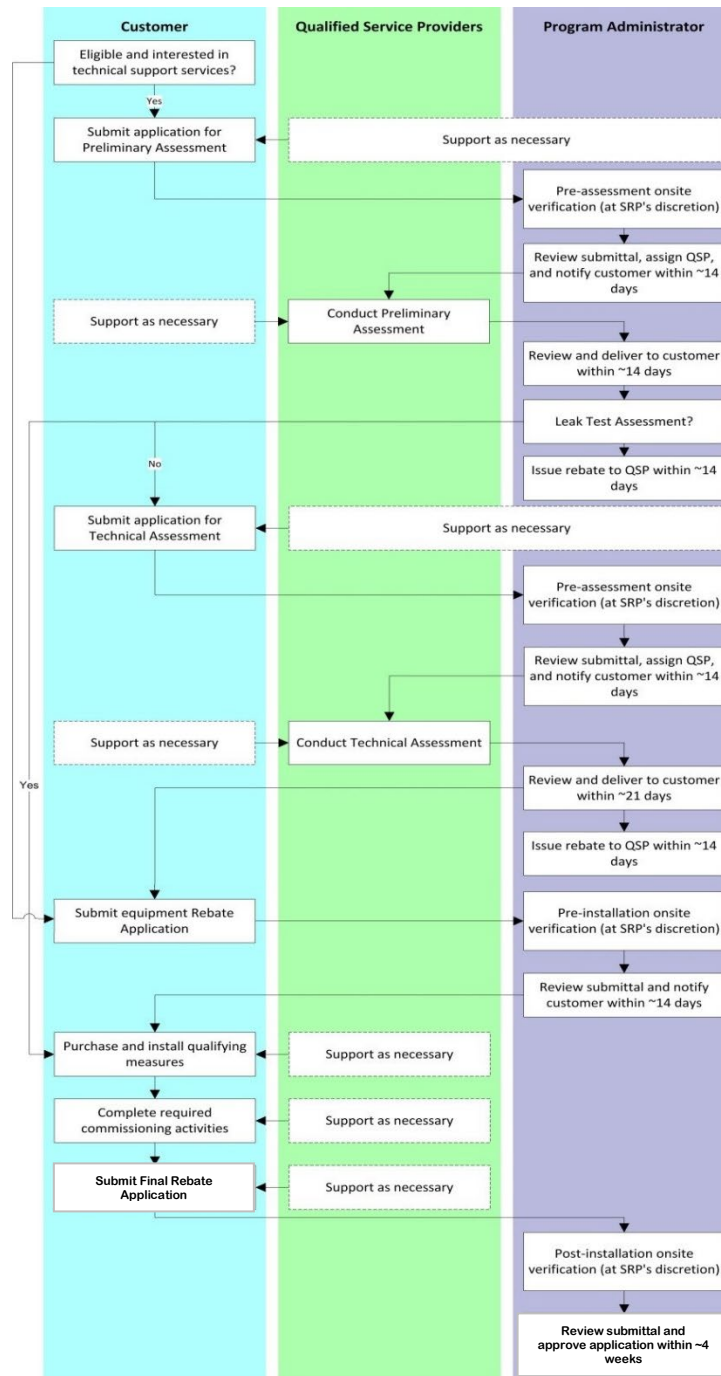 Customer
Qualified Service Providers
Program Administrator
Eligible and interested in
technical support services?
Yes
Submit application for
Preliminary Assessment
Support as necessary
Pre-assessment onsite
verification (at SRP's discretion)
Review submittal, assign QSP,
and notify customer within ~14
days
Support as necessary
Conduct Preliminary
Assessment
Review and deliver to customer
within ~14 days
Leak Test Assessment?
No
Issue rebate to QSP within ~14
days
Submit application for
Technical Assessment
Support as necessary
Pre-assessment onsite
verification (at SRP's discretion)
Review submittal, assign QSP,
and notify customer within ~14
days
Support as necessary
Conduct Technical Assessment
Yes
Review and deliver to customer
within ~21 days
Issue rebate to QSP within ~14
days
Submit equipment Rebate
Application
Pre-installation onsite
verification (at SRP's discretion)
Review submittal and notify
customer within ~14 days
Purchase and install qualifying
measures
Support as necessary
Complete required
commissioning activities
Support as necessary
Submit Final Rebate
Application
Support as necessary
Post-installation onsite
verification (at SRP's discretion)
Review submittal and
approve application within ~4
weeks